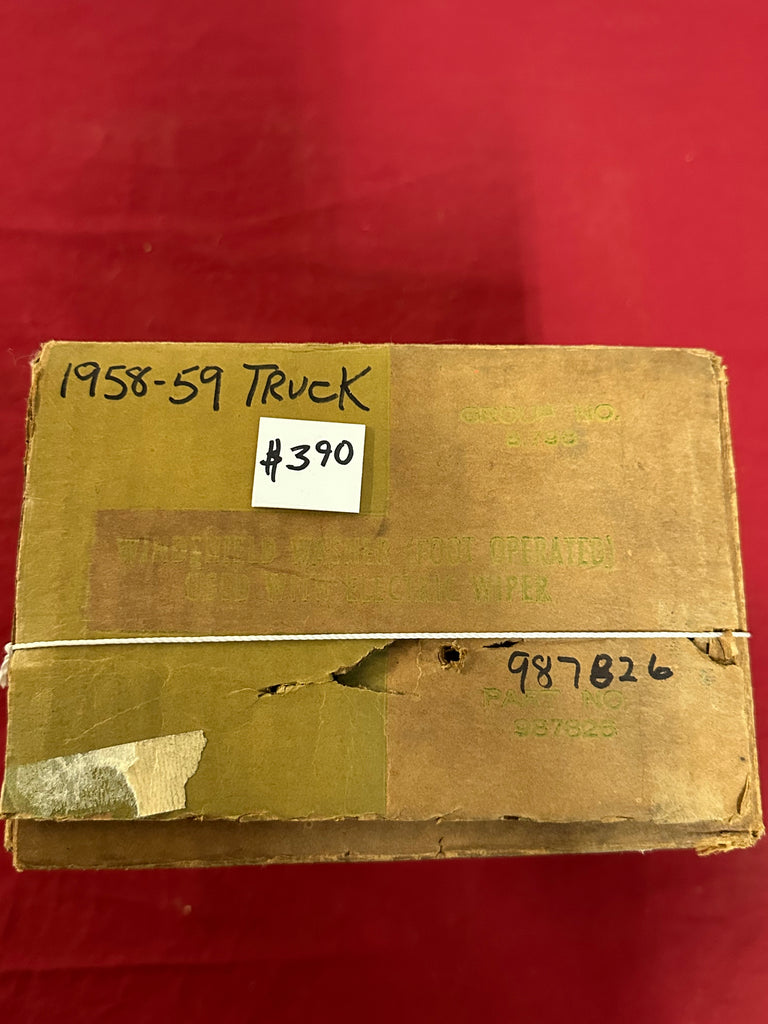 1958-59 TRUCK
#390
GROUP NO.
WINDSHIELD WASHER (FOOT OPERATED)
USED WITH ELECTRIC WIPER
987826
PART NO.
987826